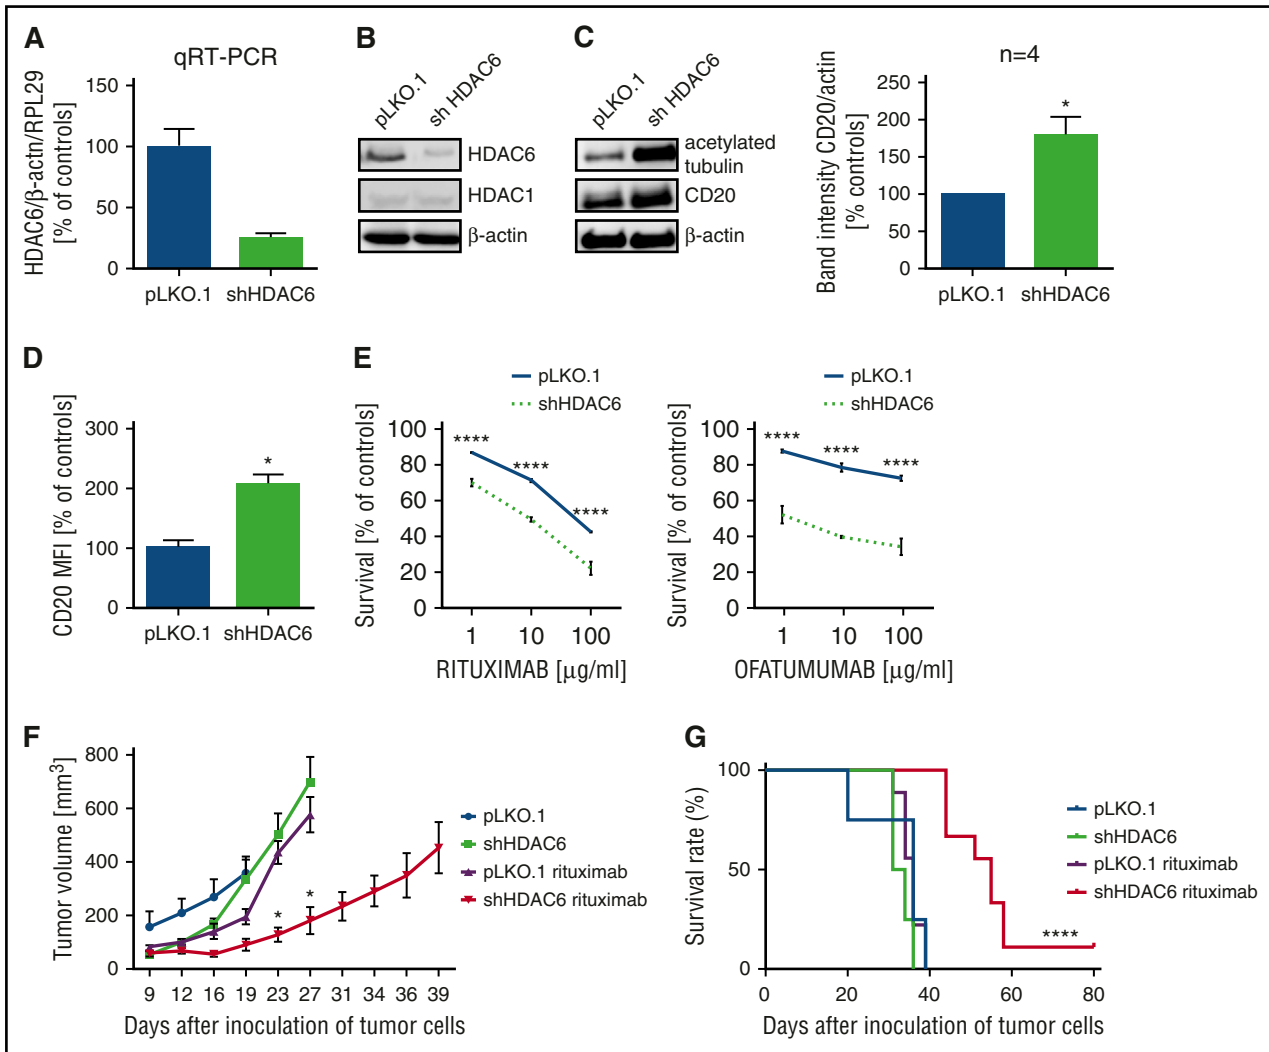 A
qRT-PCR
HDAC6/β-actn/RPL29
[% of controls]
150
100
50
0
pLKO.1 shHDAC6
B
pLKO.1
sh HDAC6
HDAC6
HDAC1
β-actin
C
pLKO.1
sh HDAC6
acetylated
tubulin
CD20
β-actin
n=4
Band intensity CD20/actin
[% controls]
250
200
150
100
50
0
*
pLKO.1 shHDAC6
D
CD20 MFI [% of controls]
300
200
100
0
*
pLKO.1 shHDAC6
E
pLKO.1
shHDAC6
Survival [% of controls]
100
80
60
40
20
0
****
****
****
1 10 100
RITUXIMAB [µg/ml]
pLKO.1
shHDAC6
Survival [% of controls]
100
80
60
40
20
0
****
****
****
1 10 100
OFATUMUMAB [µg/ml]
F
Tumor volume [mm³]
800
600
400
200
0
*
*
9 12 16 19 23 27 31 34 36 39
Days after inoculation of tumor cells
pLKO.1
shHDAC6
pLKO.1 rituximab
shHDAC6 rituximab
G
Survival rate (%)
100
50
0
****
0 20 40 60 80
Days after inoculation of tumor cells
pLKO.1
shHDAC6
pLKO.1 rituximab
shHDAC6 rituximab